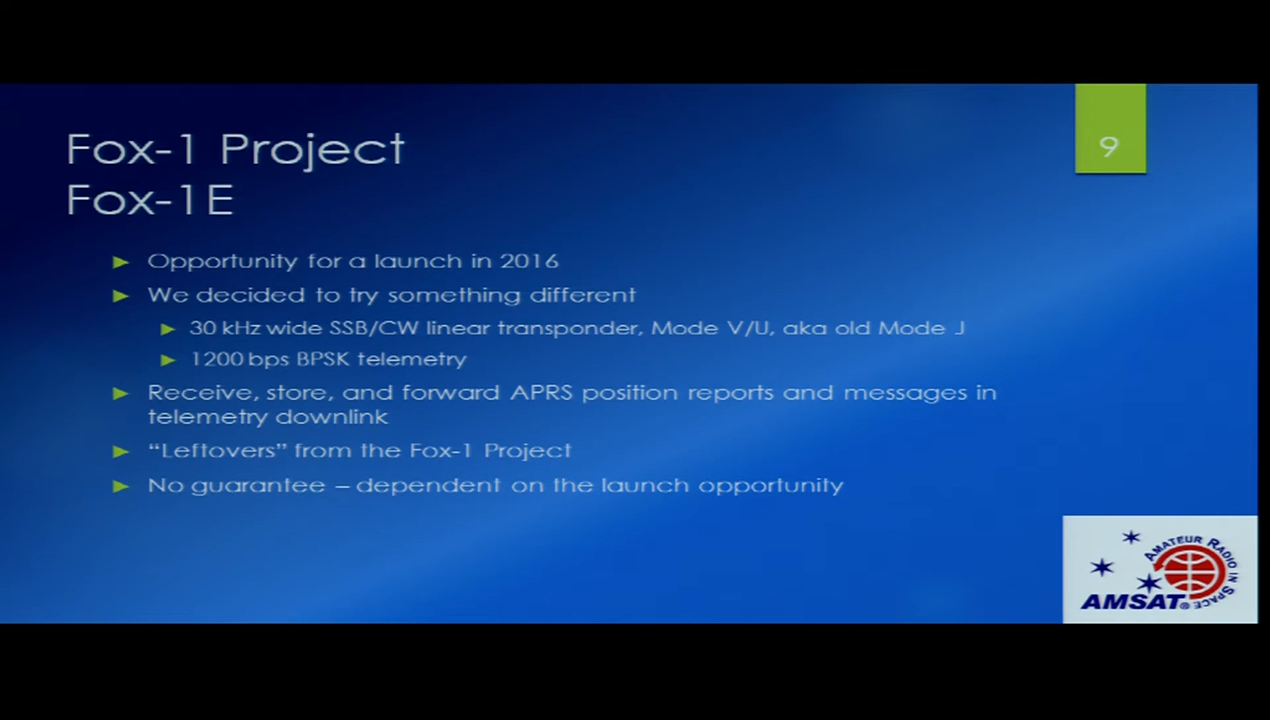 Fox-1 Project
Fox-1E
9
Opportunity for a launch in 2016
We decided to try something different
30 kHz wide SSB/CW linear transponder, Mode V/U, aka old Mode J
1200 bps BPSK telemetry
Receive, store, and forward APRS position reports and messages in
telemetry downlink
“Leftovers” from the Fox-1 Project
No guarantee – dependent on the launch opportunity
AMATEUR RADIO IN SPACE
AMSAT®